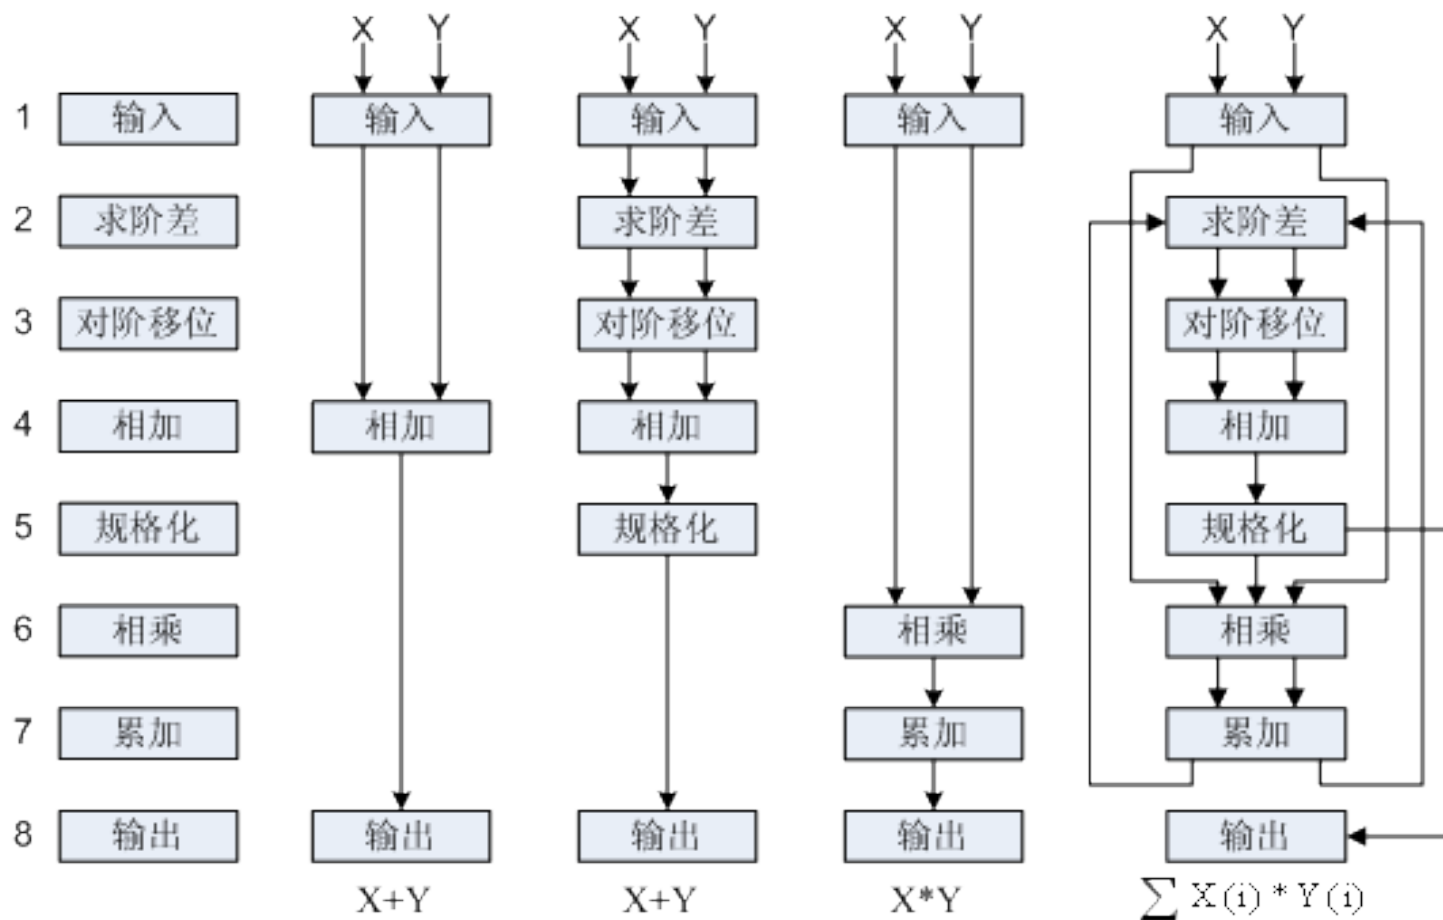 X Y X Y X Y X Y
1 输入 输入 输入 输入 输入
2 求阶差 求阶差 求阶差
3 对阶移位 对阶移位 对阶移位
4 相加 相加 相加 相加
5 规格化 规格化 规格化
6 相乘 相乘 相乘
7 累加 累加 累加
8 输出 输出 输出 输出 输出
X+Y X+Y X*Y ∑ X(i)*Y(i)